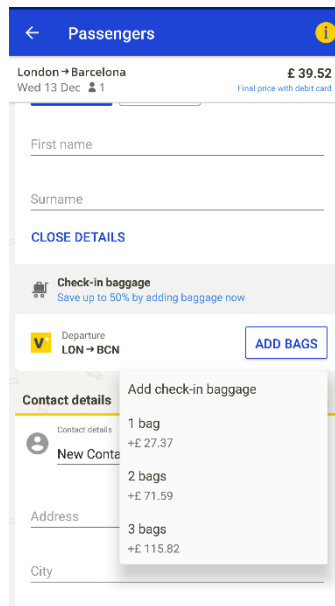 Passengers
i
London → Barcelona
£ 39.52
Wed 13 Dec 1
Final price with debit card
First name
Surname
CLOSE DETAILS
Check-in baggage
Save up to 50% by adding baggage now
V
Departure
LON → BCN
ADD BAGS
Add check-in baggage
1 bag
+£ 27.37
2 bags
+£ 71.59
3 bags
+£ 115.82
Contact details
Contact details
New Conta
Address
City